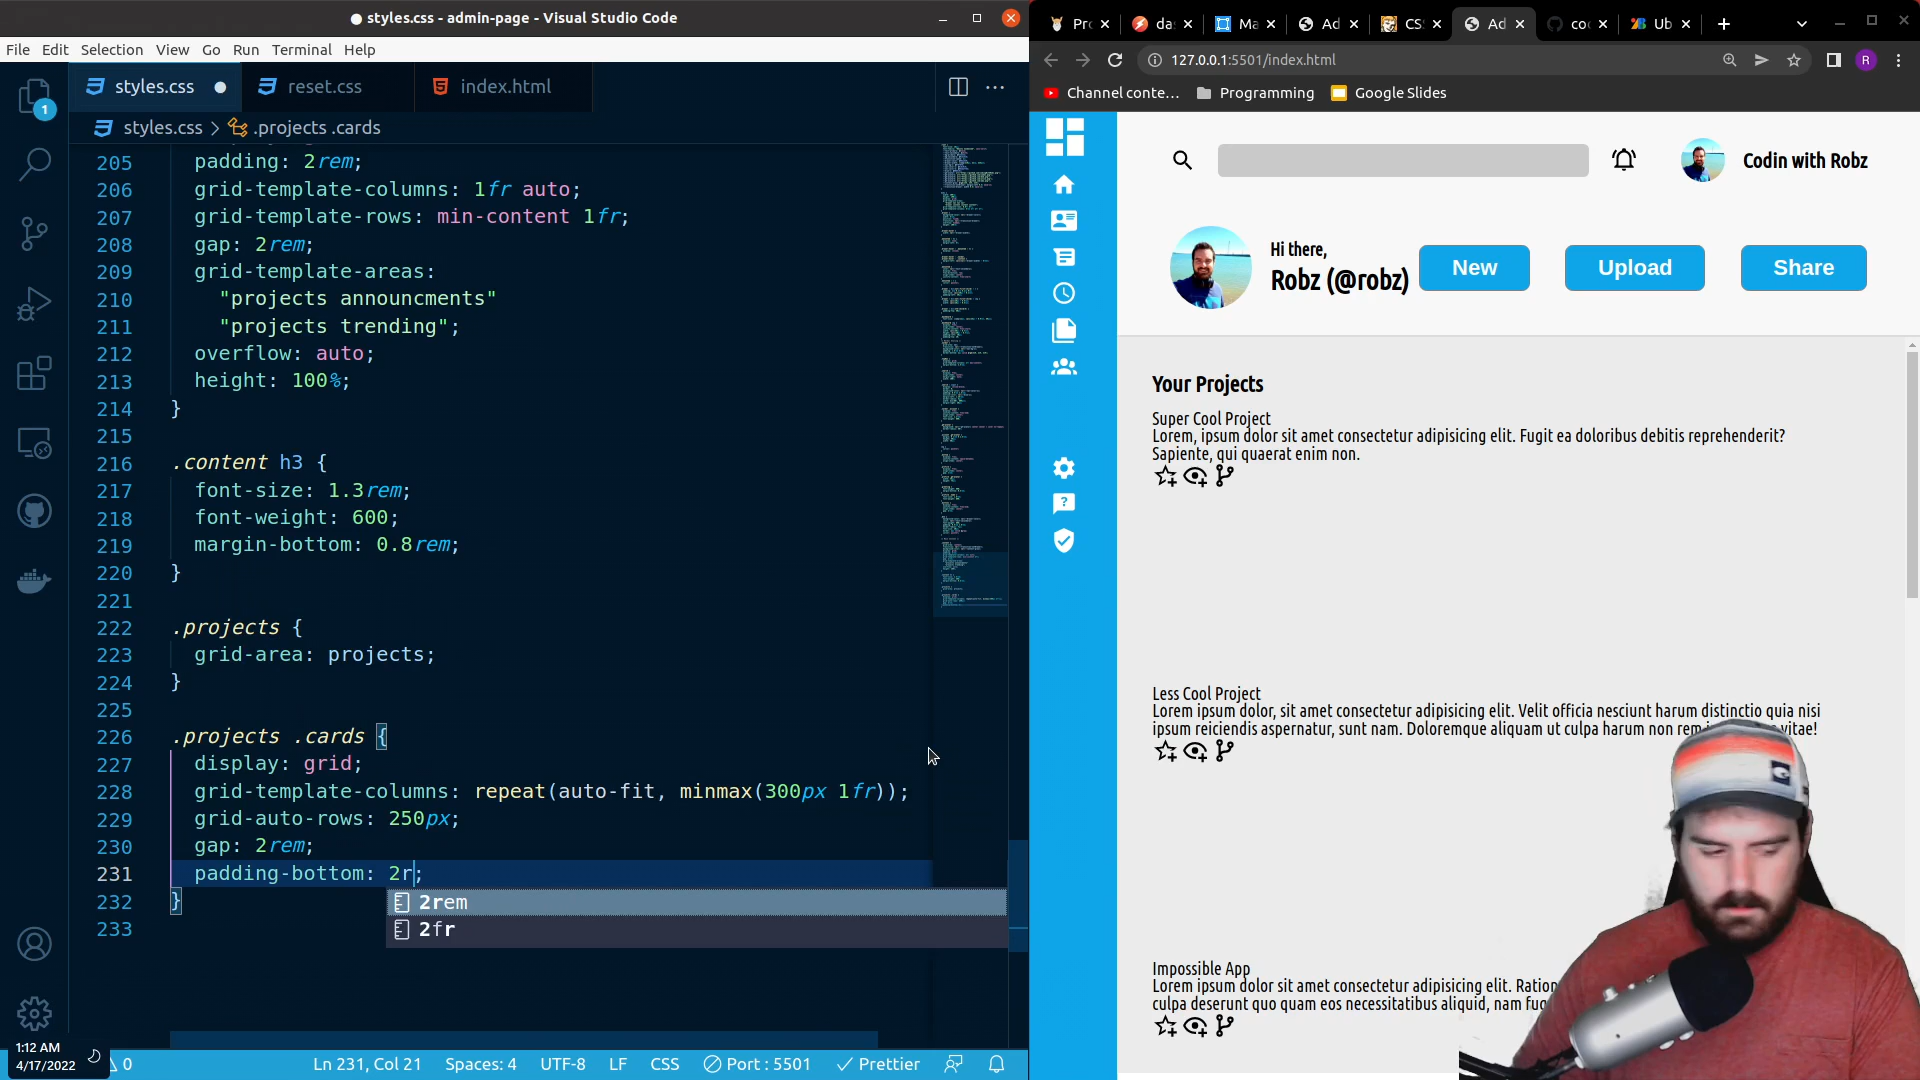 styles.css - admin-page - Visual Studio Code
File Edit Selection View Go Run Terminal Help
styles.css
reset.css
index.html
styles.css > .projects .cards
205 padding: 2rem;
206 grid-template-columns: 1fr auto;
207 grid-template-rows: min-content 1fr;
208 gap: 2rem;
209 grid-template-areas:
210 "projects announcments"
211 "projects trending";
212 overflow: auto;
213 height: 100%;
214 }
215
216 .content h3 {
217 font-size: 1.3rem;
218 font-weight: 600;
219 margin-bottom: 0.8rem;
220 }
221
222 .projects {
223 grid-area: projects;
224 }
225
226 .projects .cards {
227 display: grid;
228 grid-template-columns: repeat(auto-fit, minmax(300px 1fr));
229 grid-auto-rows: 250px;
230 gap: 2rem;
231 padding-bottom: 2r;
232 }
2rem
2fr
233
1
1:12 AM
4/17/2022
0
Ln 231, Col 21
Spaces: 4
UTF-8
LF
CSS
Port : 5501
Prettier
Pro
das
Ma
Ad
CSS
Ad
coc
Ub
127.0.0.1:5501/index.html
R
Channel conte...
Programming
Google Slides
Codin with Robz
Hi there,
Robz (@robz)
New
Upload
Share
Your Projects
Super Cool Project
Lorem, ipsum dolor sit amet consectetur adipisicing elit. Fugit ea doloribus debitis reprehenderit?
Sapiente, qui quaerat enim non.
Less Cool Project
Lorem ipsum dolor, sit amet consectetur adipisicing elit. Velit officia nesciunt harum distinctio quia nisi
ipsum reiciendis aspernatur, sunt nam. Doloremque aliquam ut culpa harum non rem vitae!
Impossible App
Lorem ipsum dolor sit amet consectetur adipisicing elit.
culpa deserunt quo quam eos necessitatibus aliquid, nam